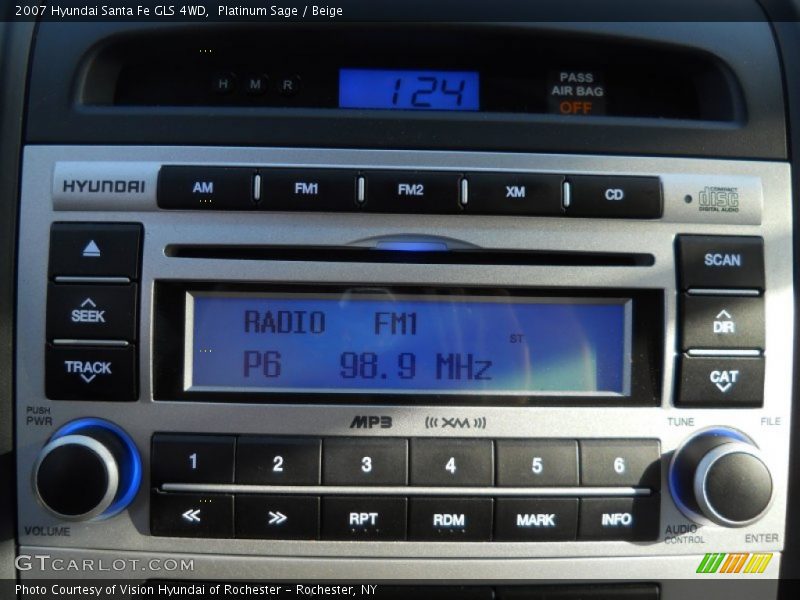 2007 Hyundai Santa Fe GLS 4WD, Platinum Sage / Beige
H M R
124
PASS
AIR BAG
OFF
HYUNDAI
AM FM1 FM2 XM CD
COMPACT
disc
DIGITAL AUDIO
SEEK
TRACK
SCAN
DIR
CAT
RADIO FM1
ST
P6 98.9 MHz
PUSH
PWR
MP3 ((( XM )))
TUNE FILE
1 2 3 4 5 6
<< >> RPT RDM MARK INFO
VOLUME
AUDIO
CONTROL
ENTER
GTCARLOT.COM
Photo Courtesy of Vision Hyundai of Rochester - Rochester, NY